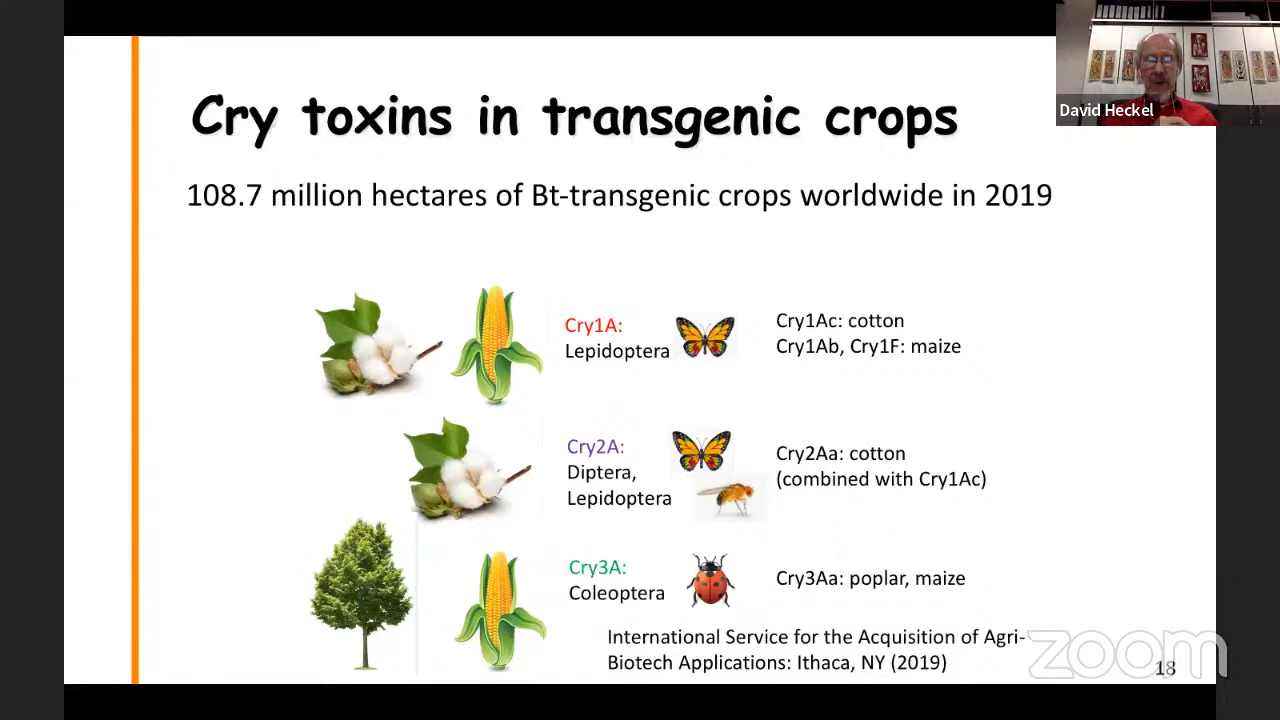 Cry toxins in transgenic crops
David Heckel
108.7 million hectares of Bt-transgenic crops worldwide in 2019
Cry1A:
Lepidoptera
Cry1Ac: cotton
Cry1Ab, Cry1F: maize
Cry2A:
Diptera,
Lepidoptera
Cry2Aa: cotton
(combined with Cry1Ac)
Cry3A:
Coleoptera
Cry3Aa: poplar, maize
International Service for the Acquisition of Agri-
Biotech Applications: Ithaca, NY (2019)
zoom
18